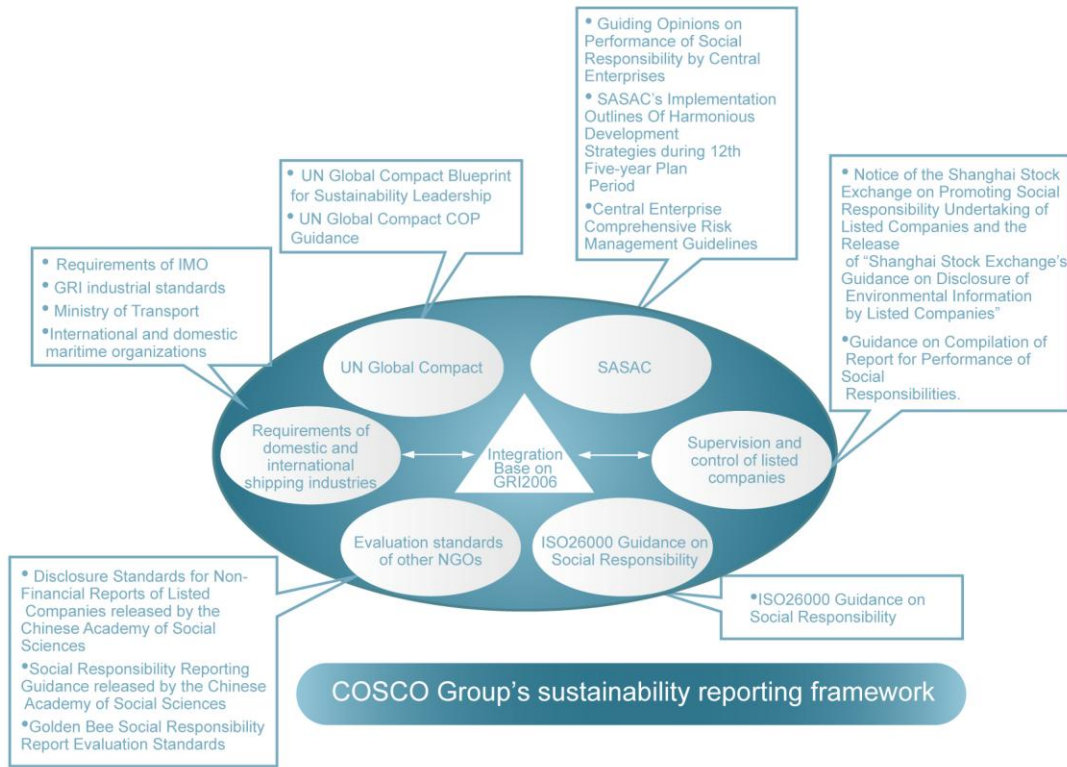 • Guiding Opinions on
Performance of Social
Responsibility by Central
Enterprises
• SASAC's Implementation
Outlines Of Harmonious
Development
Strategies during 12th
Five-year Plan
Period
•Central Enterprise
Comprehensive Risk
Management Guidelines
• UN Global Compact Blueprint
for Sustainability Leadership
• UN Global Compact COP
Guidance
• Notice of the Shanghai Stock
Exchange on Promoting Social
Responsibility Undertaking of
Listed Companies and the
Release
of “Shanghai Stock Exchange's
Guidance on Disclosure of
Environmental Information
by Listed Companies”
•Guidance on Compilation of
Report for Performance of
Social
Responsibilities.
• Requirements of IMO
• GRI industrial standards
• Ministry of Transport
•International and domestic
maritime organizations
UN Global Compact
SASAC
Requirements of
domestic and
international
shipping industries
Integration
Base on
GRI2006
Supervision and
control of listed
companies
Evaluation standards
of other NGOs
ISO26000 Guidance on
Social Responsibility
• Disclosure Standards for Non-
Financial Reports of Listed
Companies released by the
Chinese Academy of Social
Sciences
•Social Responsibility Reporting
Guidance released by the Chinese
Academy of Social Sciences
•Golden Bee Social Responsibility
Report Evaluation Standards
•ISO26000 Guidance on
Social Responsibility
COSCO Group's sustainability reporting framework